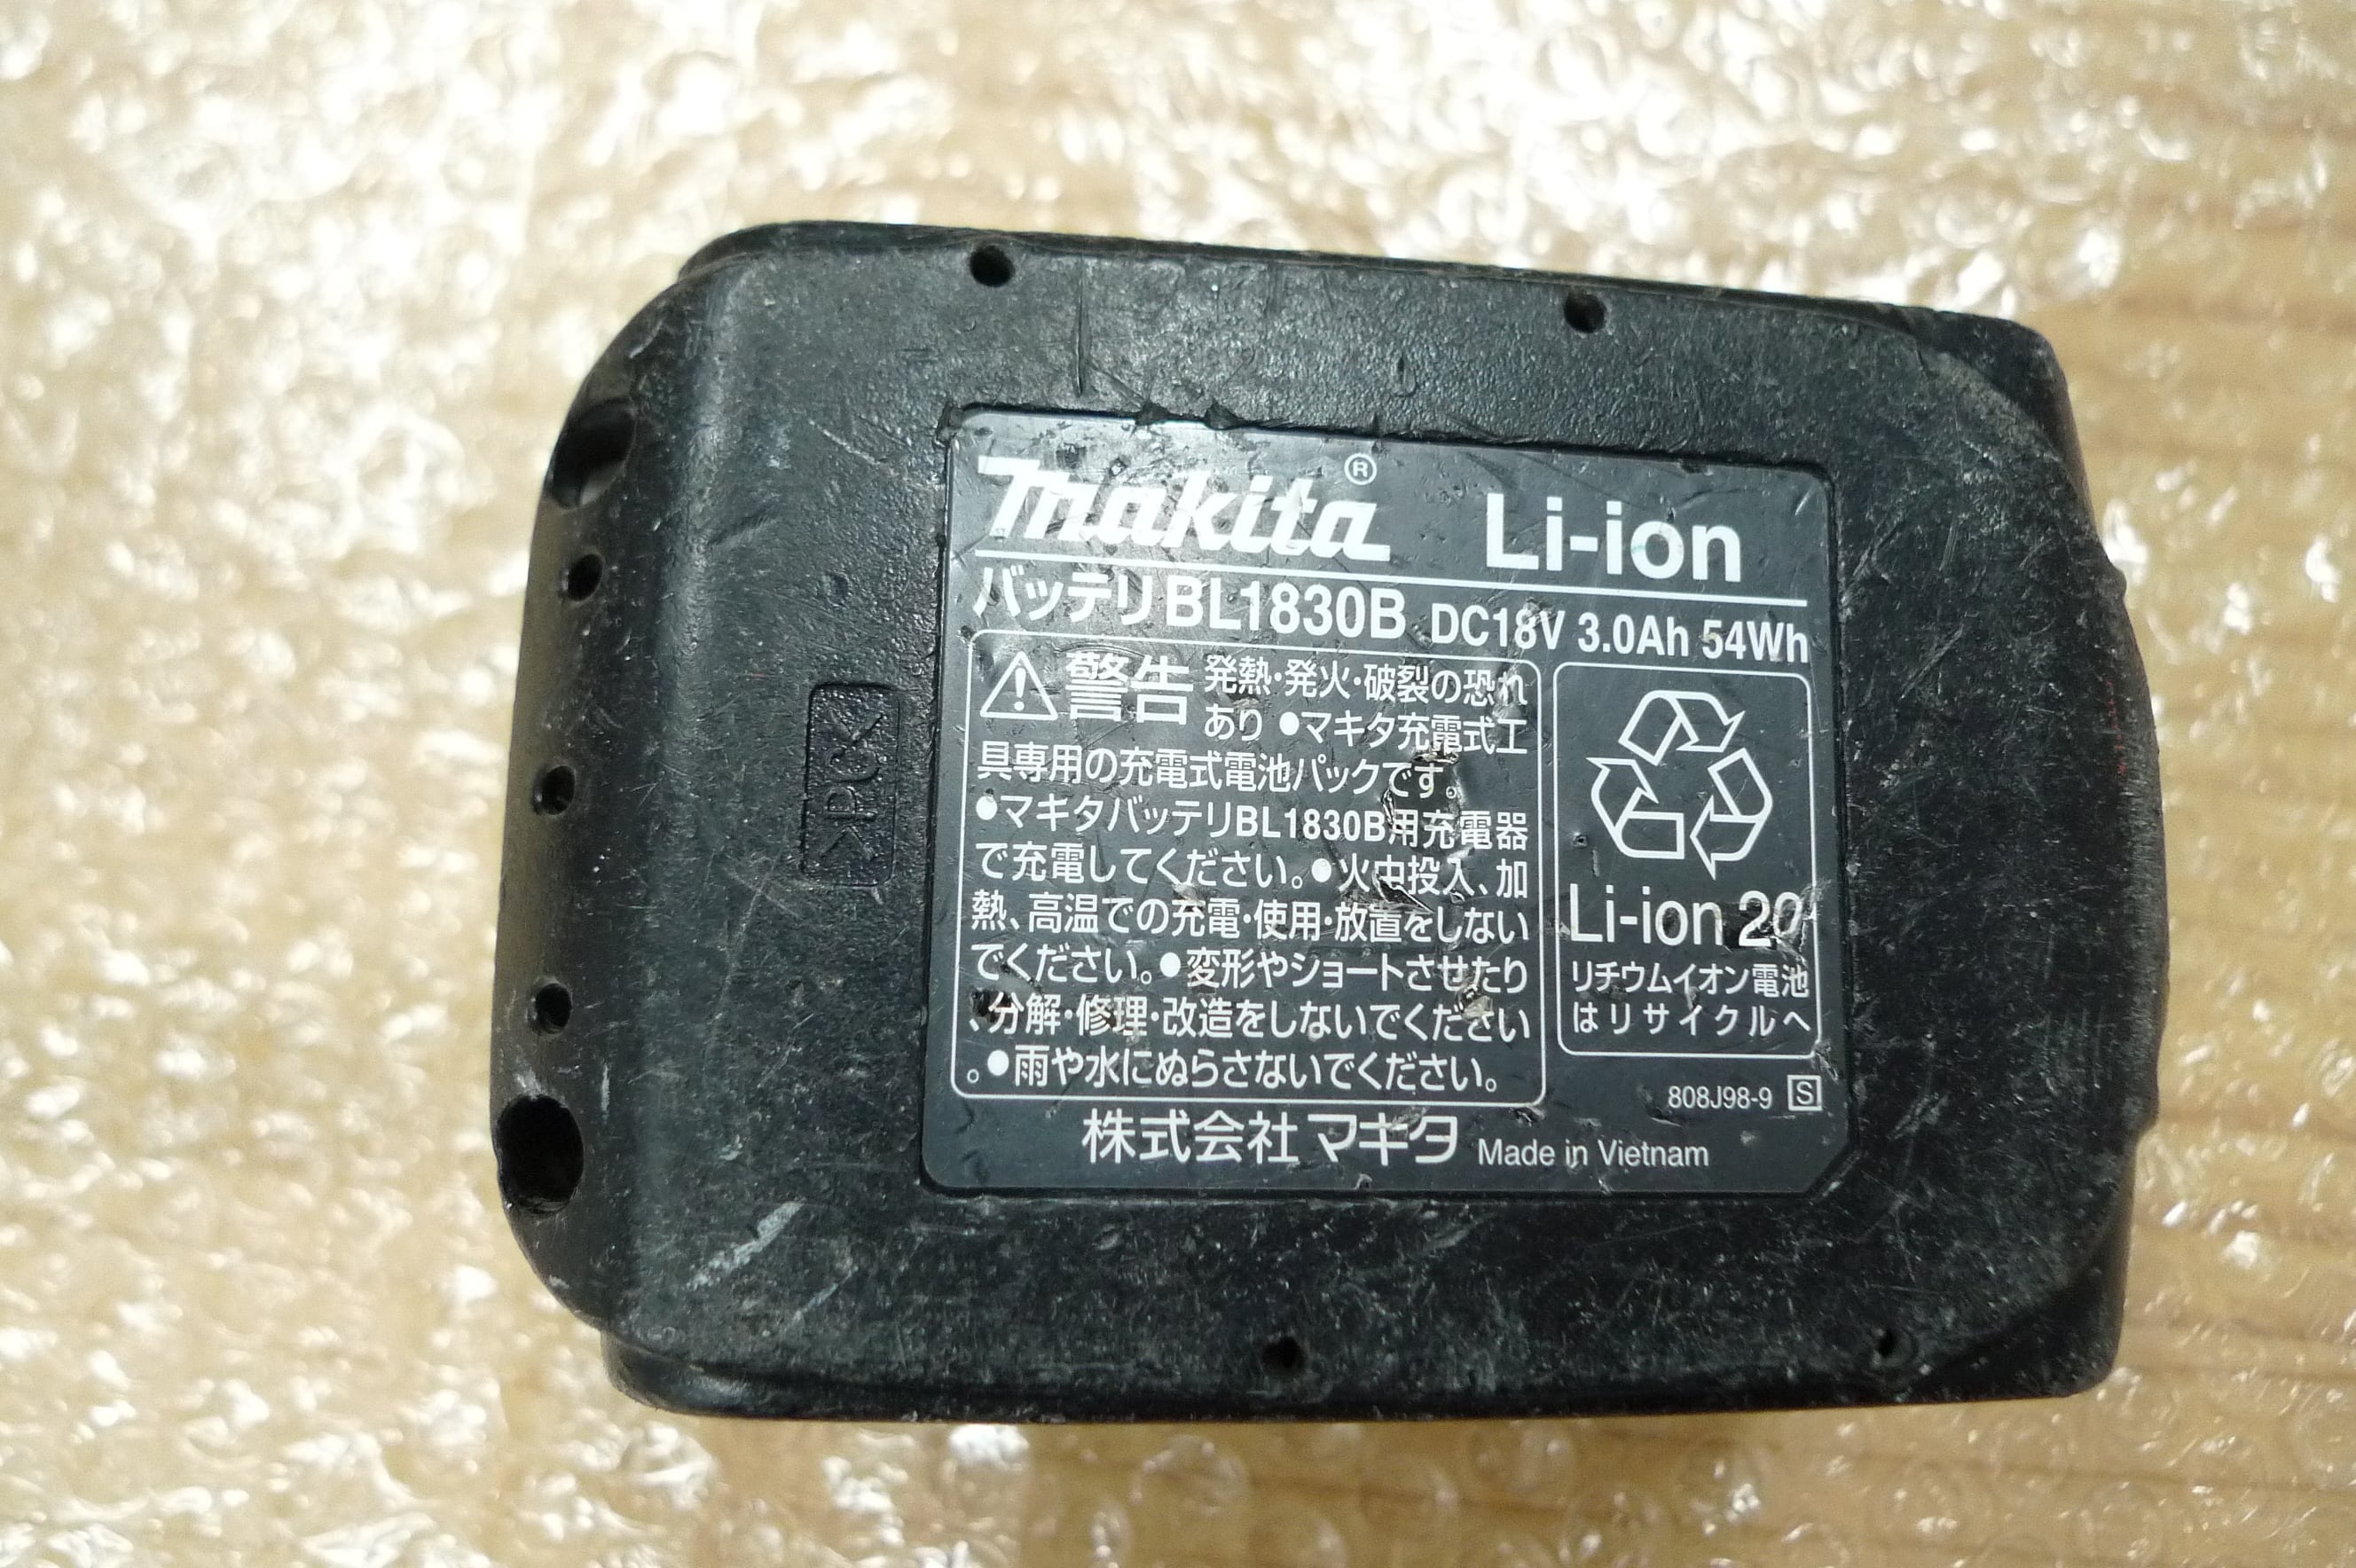 makita® Li-ion
バッテリ BL1830B DC18V 3.0Ah 54Wh
警告 発熱・発火・破裂の恐れ
あり ●マキタ充電式工
具専用の充電式電池パックです。
●マキタバッテリBL1830B用充電器
で充電してください。●火中投入、加
熱、高温での充電・使用・放置をしない
でください。●変形やショートさせたり
、分解・修理・改造をしないでください
。●雨や水にぬらさないでください。
Li-ion 20
リチウムイオン電池
はリサイクルへ
808J98-9 S
株式会社マキタ Made in Vietnam
>PC<